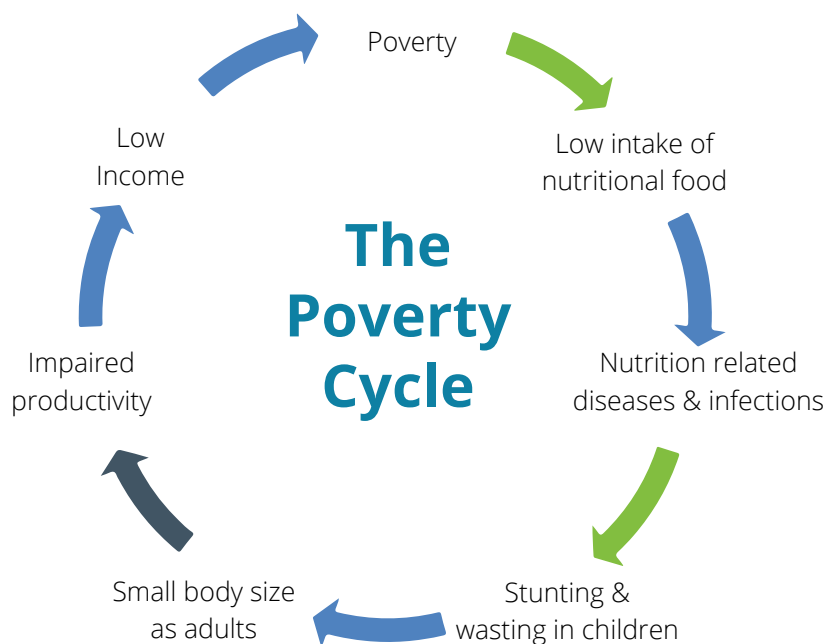 Poverty
Low intake of
nutritional food
Nutrition related
diseases & infections
Stunting &
wasting in children
Small body size
as adults
Impaired
productivity
Low
Income
The
Poverty
Cycle